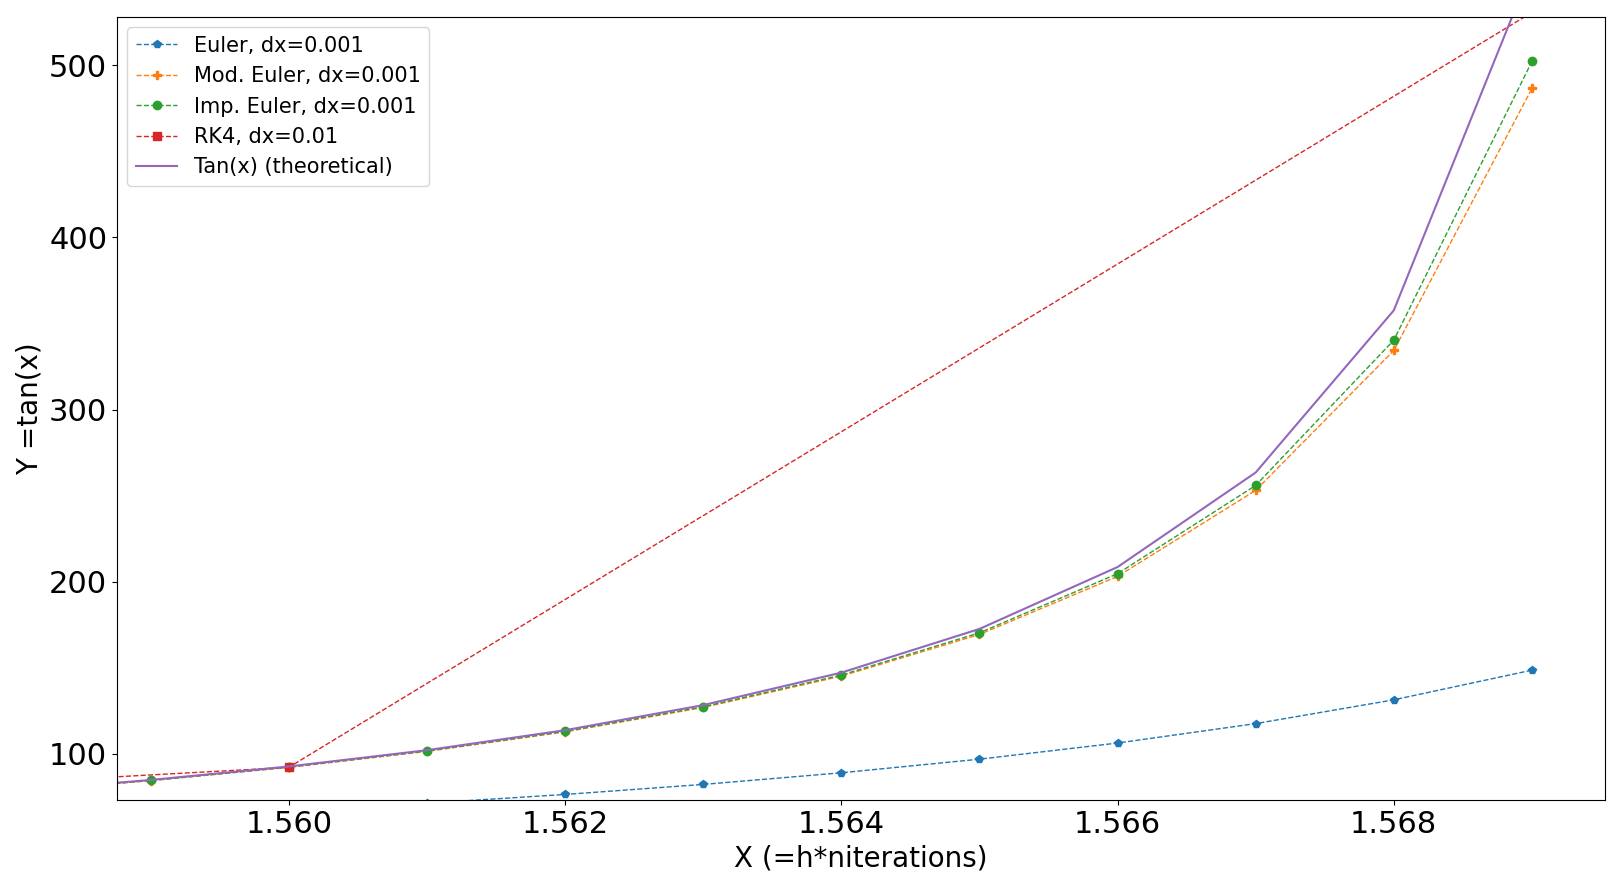 Euler, dx=0.001
Mod. Euler, dx=0.001
Imp. Euler, dx=0.001
RK4, dx=0.01
Tan(x) (theoretical)
500
400
300
200
100
Y =tan(x)
1.560 1.562 1.564 1.566 1.568
X (=h*niterations)